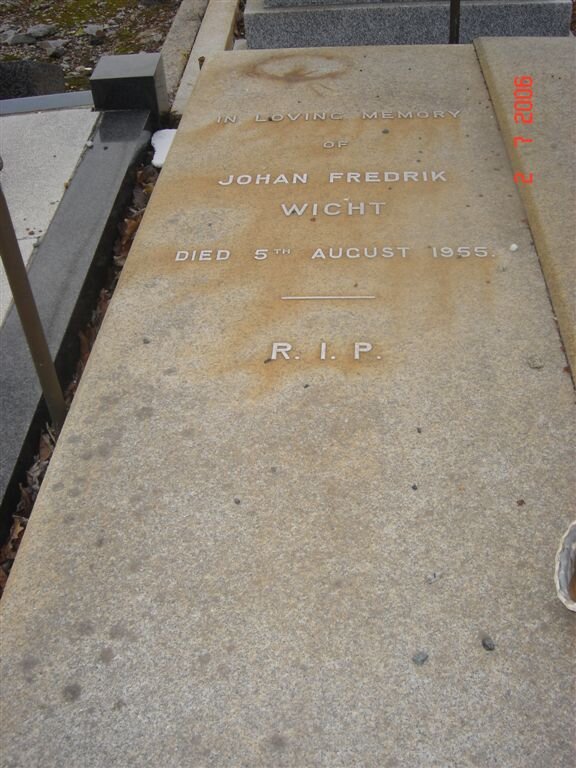 IN LOVING MEMORY
OF
JOHAN FREDRIK
WICHT
DIED 5TH AUGUST 1955.
R. I. P.
2 7 2006